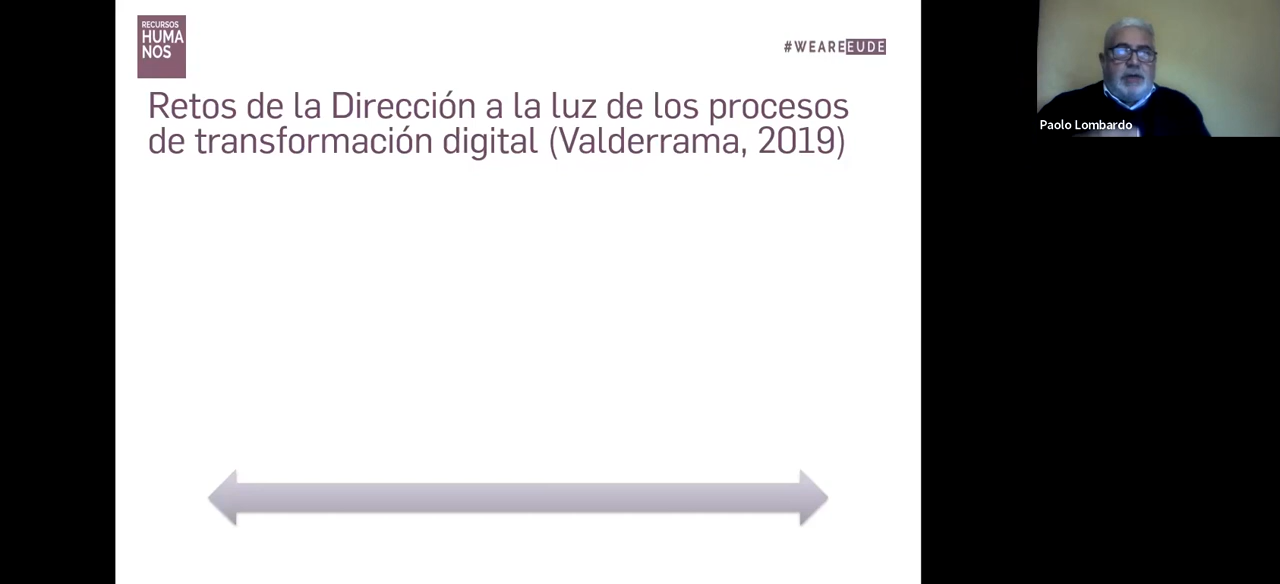 RECURSOS
HUMA
NOS
#WEAREEUDE
Retos de la Dirección a la luz de los procesos
de transformación digital (Valderrama, 2019)
Paolo Lombardo